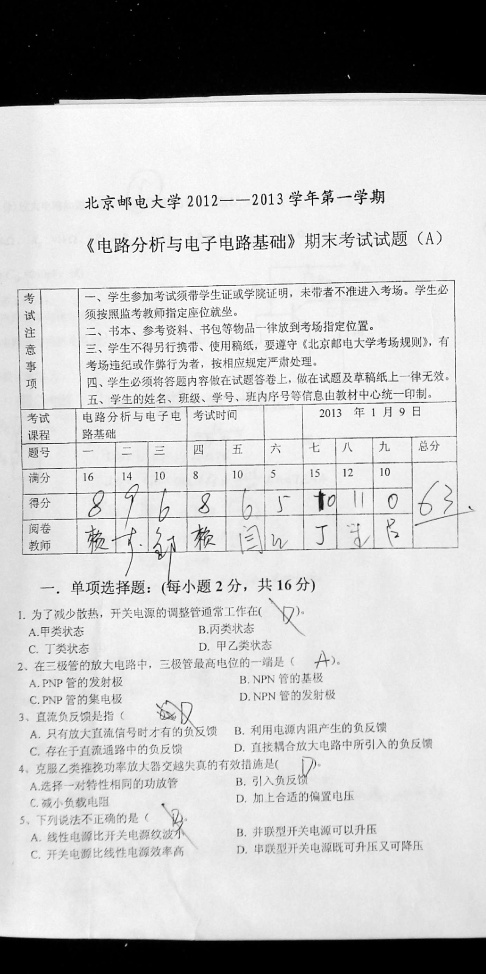 北京邮电大学 2012——2013 学年第一学期
《电路分析与电子电路基础》期末考试试题（A）
考试注意事项
一、学生参加考试须带学生证或学院证明，未带者不准进入考场。学生必
须按照监考教师指定座位就坐。
二、书本、参考资料、书包等物品一律放到考场指定位置。
三、学生不得另行携带、使用稿纸，要遵守《北京邮电大学考场规则》，有
考场违纪或作弊行为者，按相应规定严肃处理。
四、学生必须将答题内容做在试题答卷上，做在试题及草稿纸上一律无效。
五、学生的姓名、班级、学号、班内序号等信息由教材中心统一印制。
考试课程 电路分析与电子电路基础 考试时间 2013 年 1 月 9 日
题号 一 二 三 四 五 六 七 八 九 总分
满分 16 14 10 8 10 5 15 12 10
得分 8 9 6 8 6 5 10 11 0 63.
阅卷教师 赖 邹 赖 闫 丁
一．单项选择题：(每小题 2 分，共 16 分)
1. 为了减少散热，开关电源的调整管通常工作在( D )。
A.甲类状态 B.丙类状态
C. 丁类状态 D. 甲乙类状态
2、在三极管的放大电路中，三极管最高电位的一端是（ A ）。
A. PNP 管的发射极 B. NPN 管的基极
C. PNP 管的集电极 D. NPN 管的发射极
3、直流负反馈是指（ D
A. 只有放大直流信号时才有的负反馈 B. 利用电源内阻产生的负反馈
C. 存在于直流通路中的负反馈 D. 直接耦合放大电路中所引入的负反馈
4、克服乙类推挽功率放大器交越失真的有效措施是( D )。
A.选择一对特性相同的功放管 B. 引入负反馈
C. 减小负载电阻 D. 加上合适的偏置电压
5、下列说法不正确的是（
A. 线性电源比开关电源纹波小 B. 并联型开关电源可以升压
C. 开关电源比线性电源效率高 D. 串联型开关电源既可升压又可降压